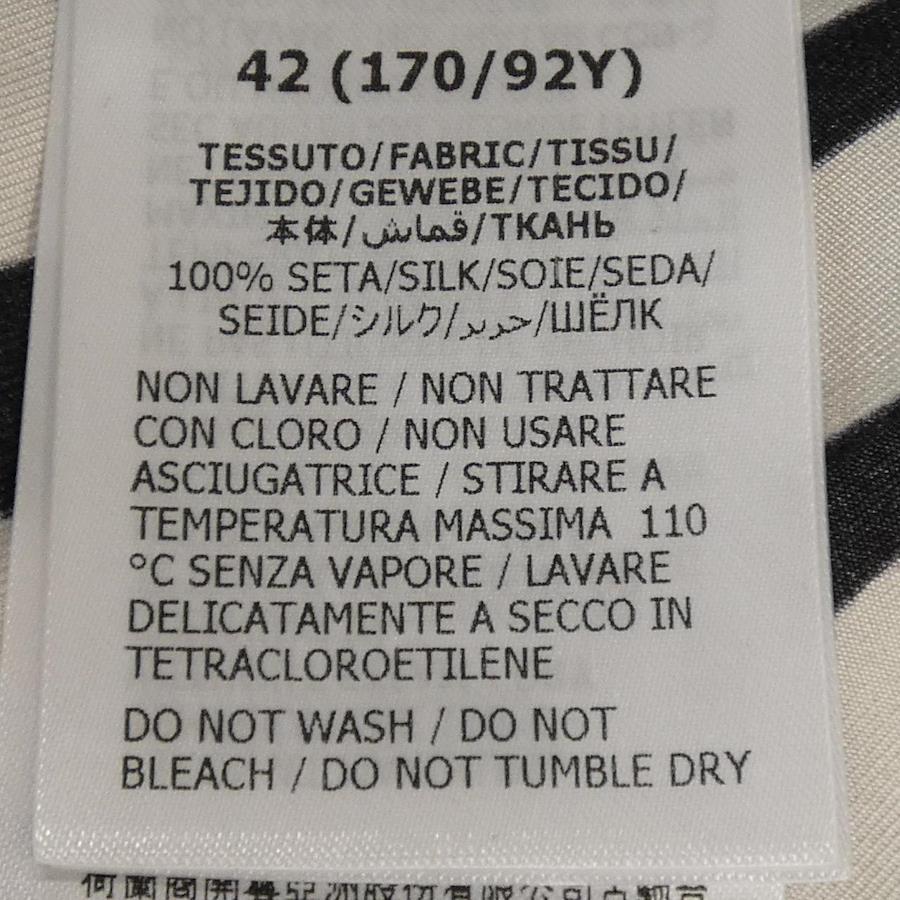 42 (170/92Y)
TESSUTO/FABRIC/TISSU/
TEJIDO/GEWEBE/TECIDO/
本体/قماش/ТКАНЬ
100% SETA/SILK/SOIE/SEDA/
SEIDE/シルク/حرير/ШЁЛК
NON LAVARE / NON TRATTARE
CON CLORO / NON USARE
ASCIUGATRICE / STIRARE A
TEMPERATURA MASSIMA 110
°C SENZA VAPORE / LAVARE
DELICATAMENTE A SECCO IN
TETRACLOROETILENE
DO NOT WASH / DO NOT
BLEACH / DO NOT TUMBLE DRY